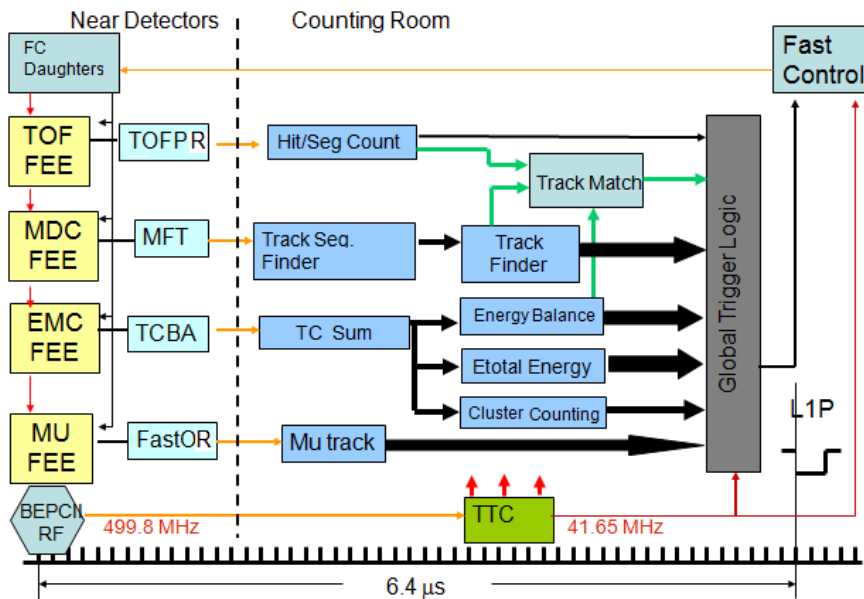 Near Detectors
Counting Room
FC
Daughters
Fast
Control
TOF
FEE
TOFPR
Hit/Seg Count
Track Match
MDC
FEE
MFT
Track Seg.
Finder
Track
Finder
Global Trigger Logic
EMC
FEE
TCBA
TC Sum
Energy Balance
Etotal Energy
Cluster Counting
L1P
MU
FEE
FastOR
Mu track
BEPCII
RF
499.8 MHz
TTC
41.65 MHz
6.4 μs